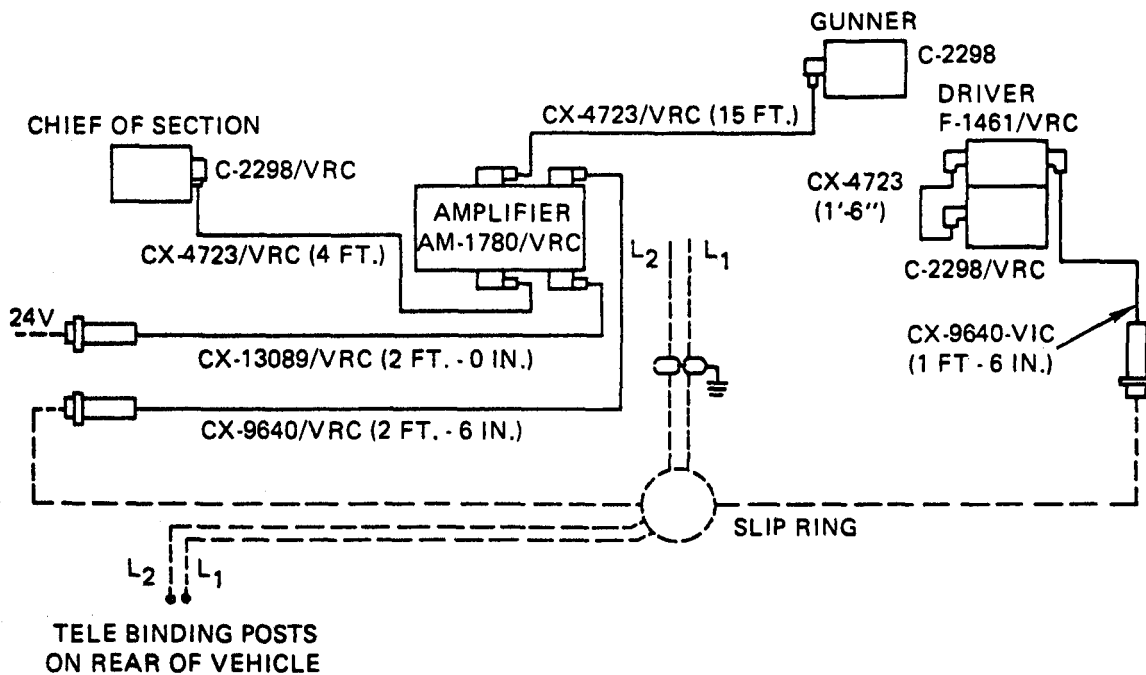 GUNNER
C-2298
DRIVER
F-1461/VRC
CX-4723/VRC (15 FT.)
CHIEF OF SECTION
C-2298/VRC
CX-4723
(1'-6")
AMPLIFIER
AM-1780/VRC
CX-4723/VRC (4 FT.)
L2
L1
C-2298/VRC
24V
CX-13089/VRC (2 FT. - 0 IN.)
CX-9640-VIC
(1 FT - 6 IN.)
CX-9640/VRC (2 FT. - 6 IN.)
SLIP RING
L2
L1
TELE BINDING POSTS
ON REAR OF VEHICLE